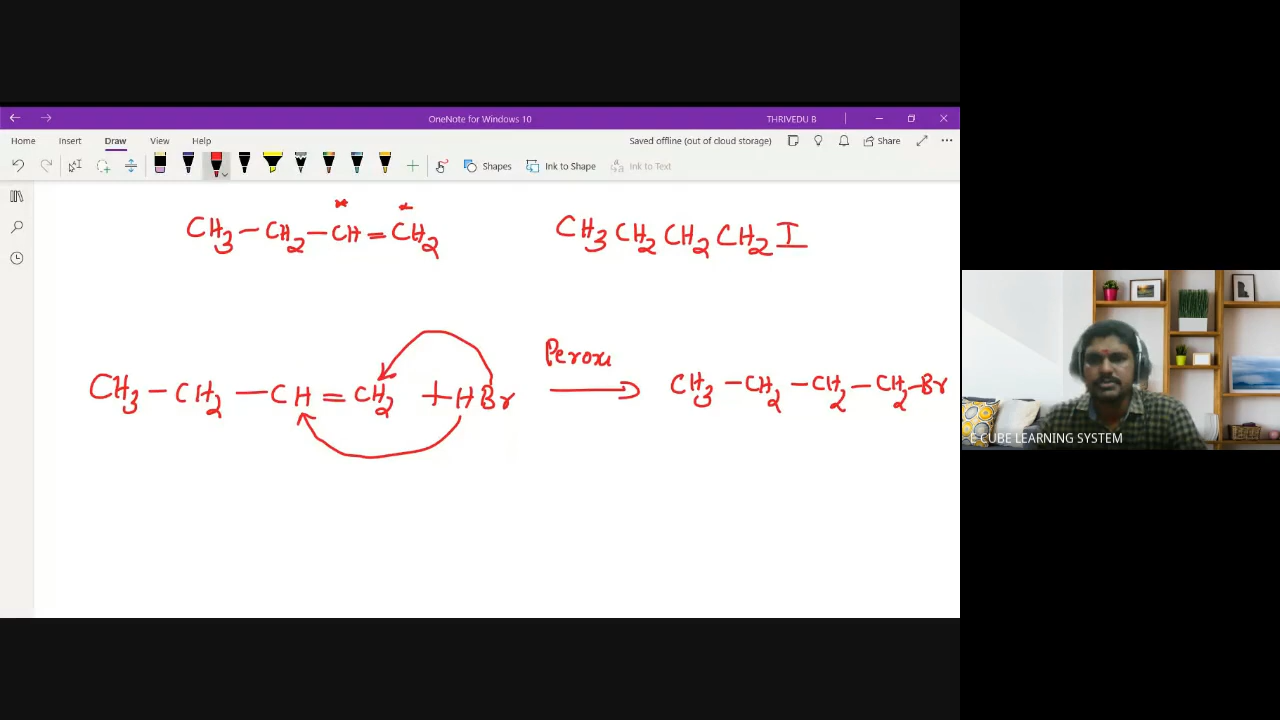 OneNote for Windows 10
THRIVEDU B
Home Insert Draw View Help
Saved offline (out of cloud storage)
Share
Shapes
Ink to Shape
Ink to Text
CH3 – CH2 – CH = CH2
CH3 CH2 CH2 CH2 I
CH3 – CH2 – CH = CH2 + HBr
Peroxi
CH3 – CH2 – CH2 – CH2 – Br
E CUBE LEARNING SYSTEM